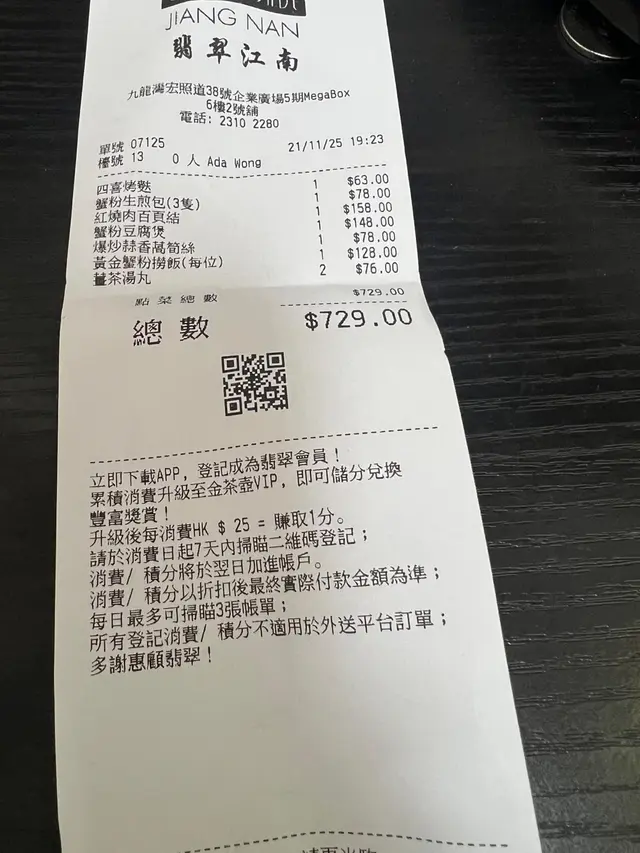 JIANG NAN
翡翠江南
九龍灣宏照道38號企業廣場5期MegaBox
6樓2號舖
電話: 2310 2280
單號 07125 21/11/25 19:23
檯號 13 0 人 Ada Wong
四喜烤麩 1 $63.00
蟹粉生煎包(3隻) 1 $78.00
紅燒肉百頁結 1 $158.00
蟹粉豆腐煲 1 $148.00
爆炒蒜香萵筍絲 1 $78.00
黃金蟹粉撈飯(每位) 1 $128.00
薑茶湯丸 2 $76.00
點菜總數 $729.00
總數 $729.00
立即下載APP, 登記成為翡翠會員！
累積消費升級至金茶壺VIP, 即可儲分兌換
豐富獎賞！
升級後每消費HK $ 25 = 賺取1分。
請於消費日起7天內掃瞄二維碼登記；
消費/ 積分將於翌日加進帳戶。
消費/ 積分以折扣後最終實際付款金額為準；
每日最多可掃瞄3張帳單；
所有登記消費/ 積分不適用於外送平台訂單；
多謝惠顧翡翠！